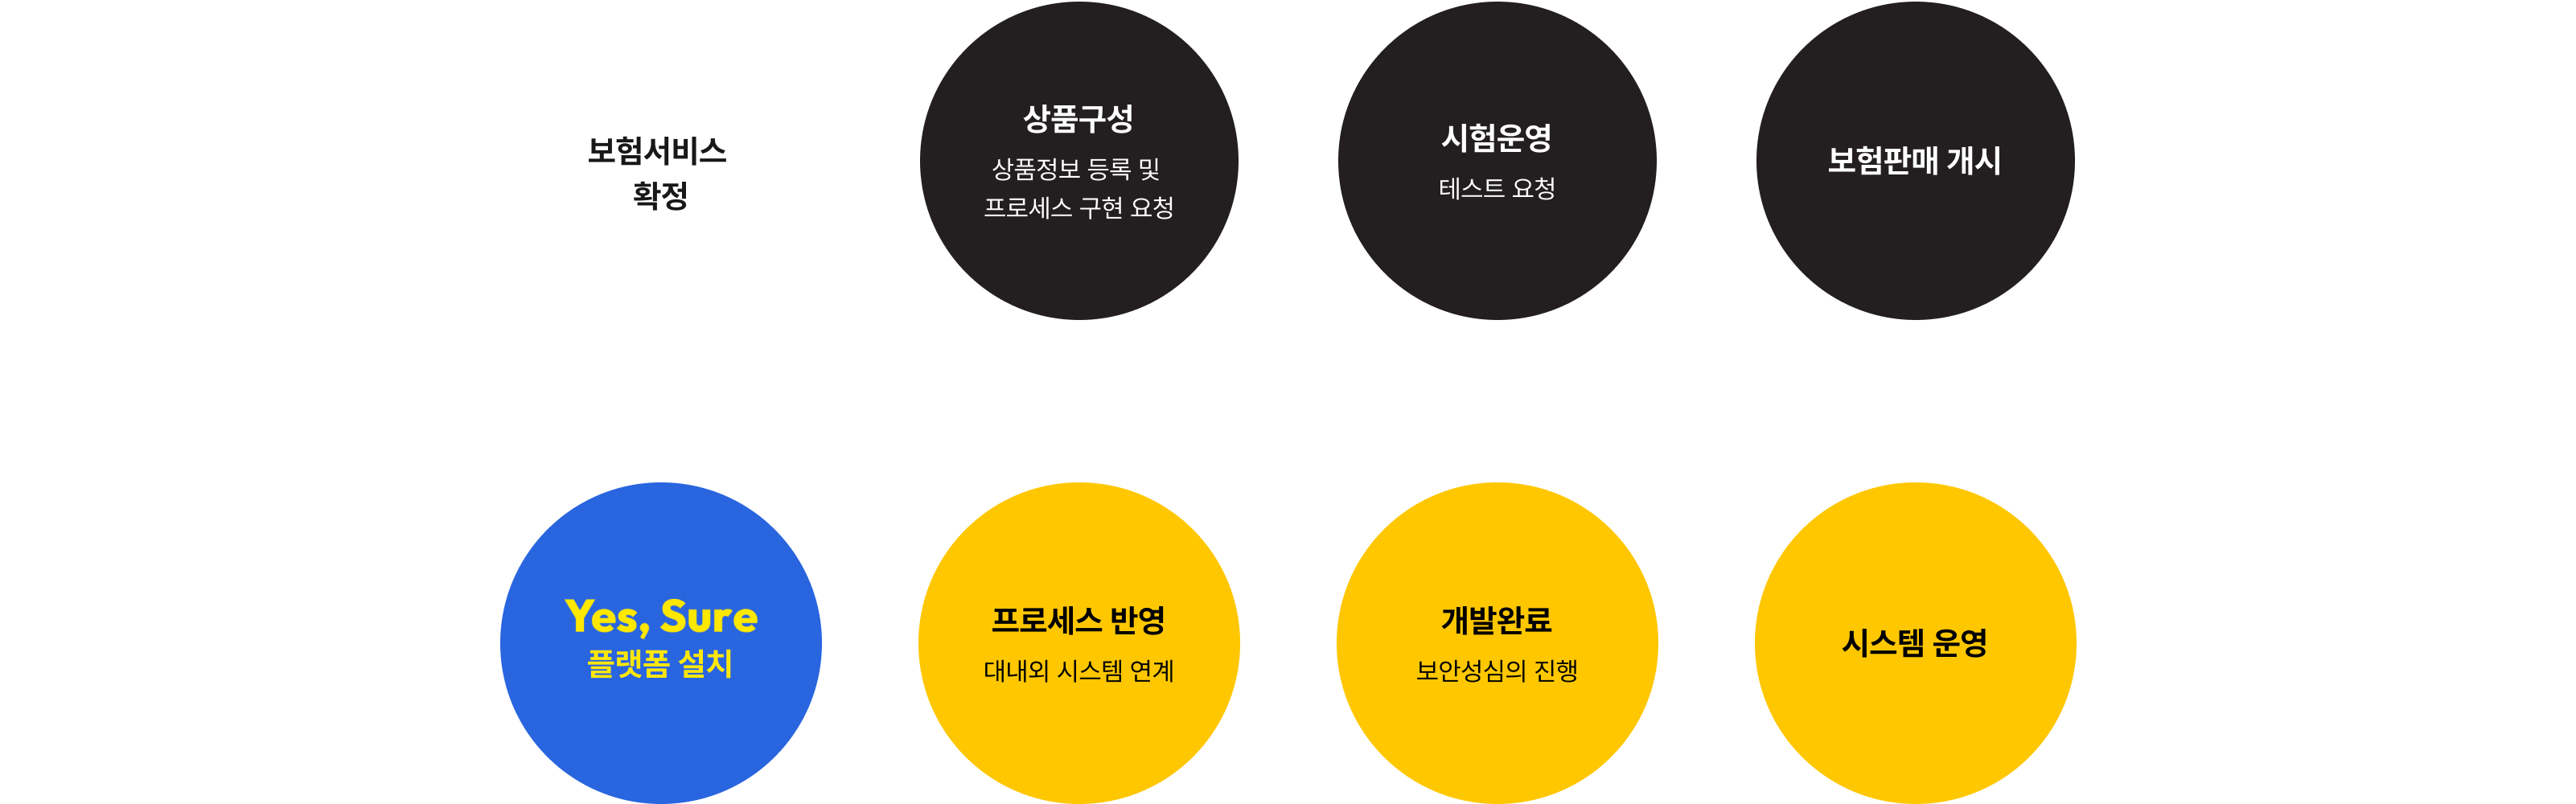 보험서비스
확정
상품구성
상품정보 등록 및
프로세스 구현 요청
시험운영
테스트 요청
보험판매 개시
Yes, Sure
플랫폼 설치
프로세스 반영
대내외 시스템 연계
개발완료
보안성심의 진행
시스템 운영